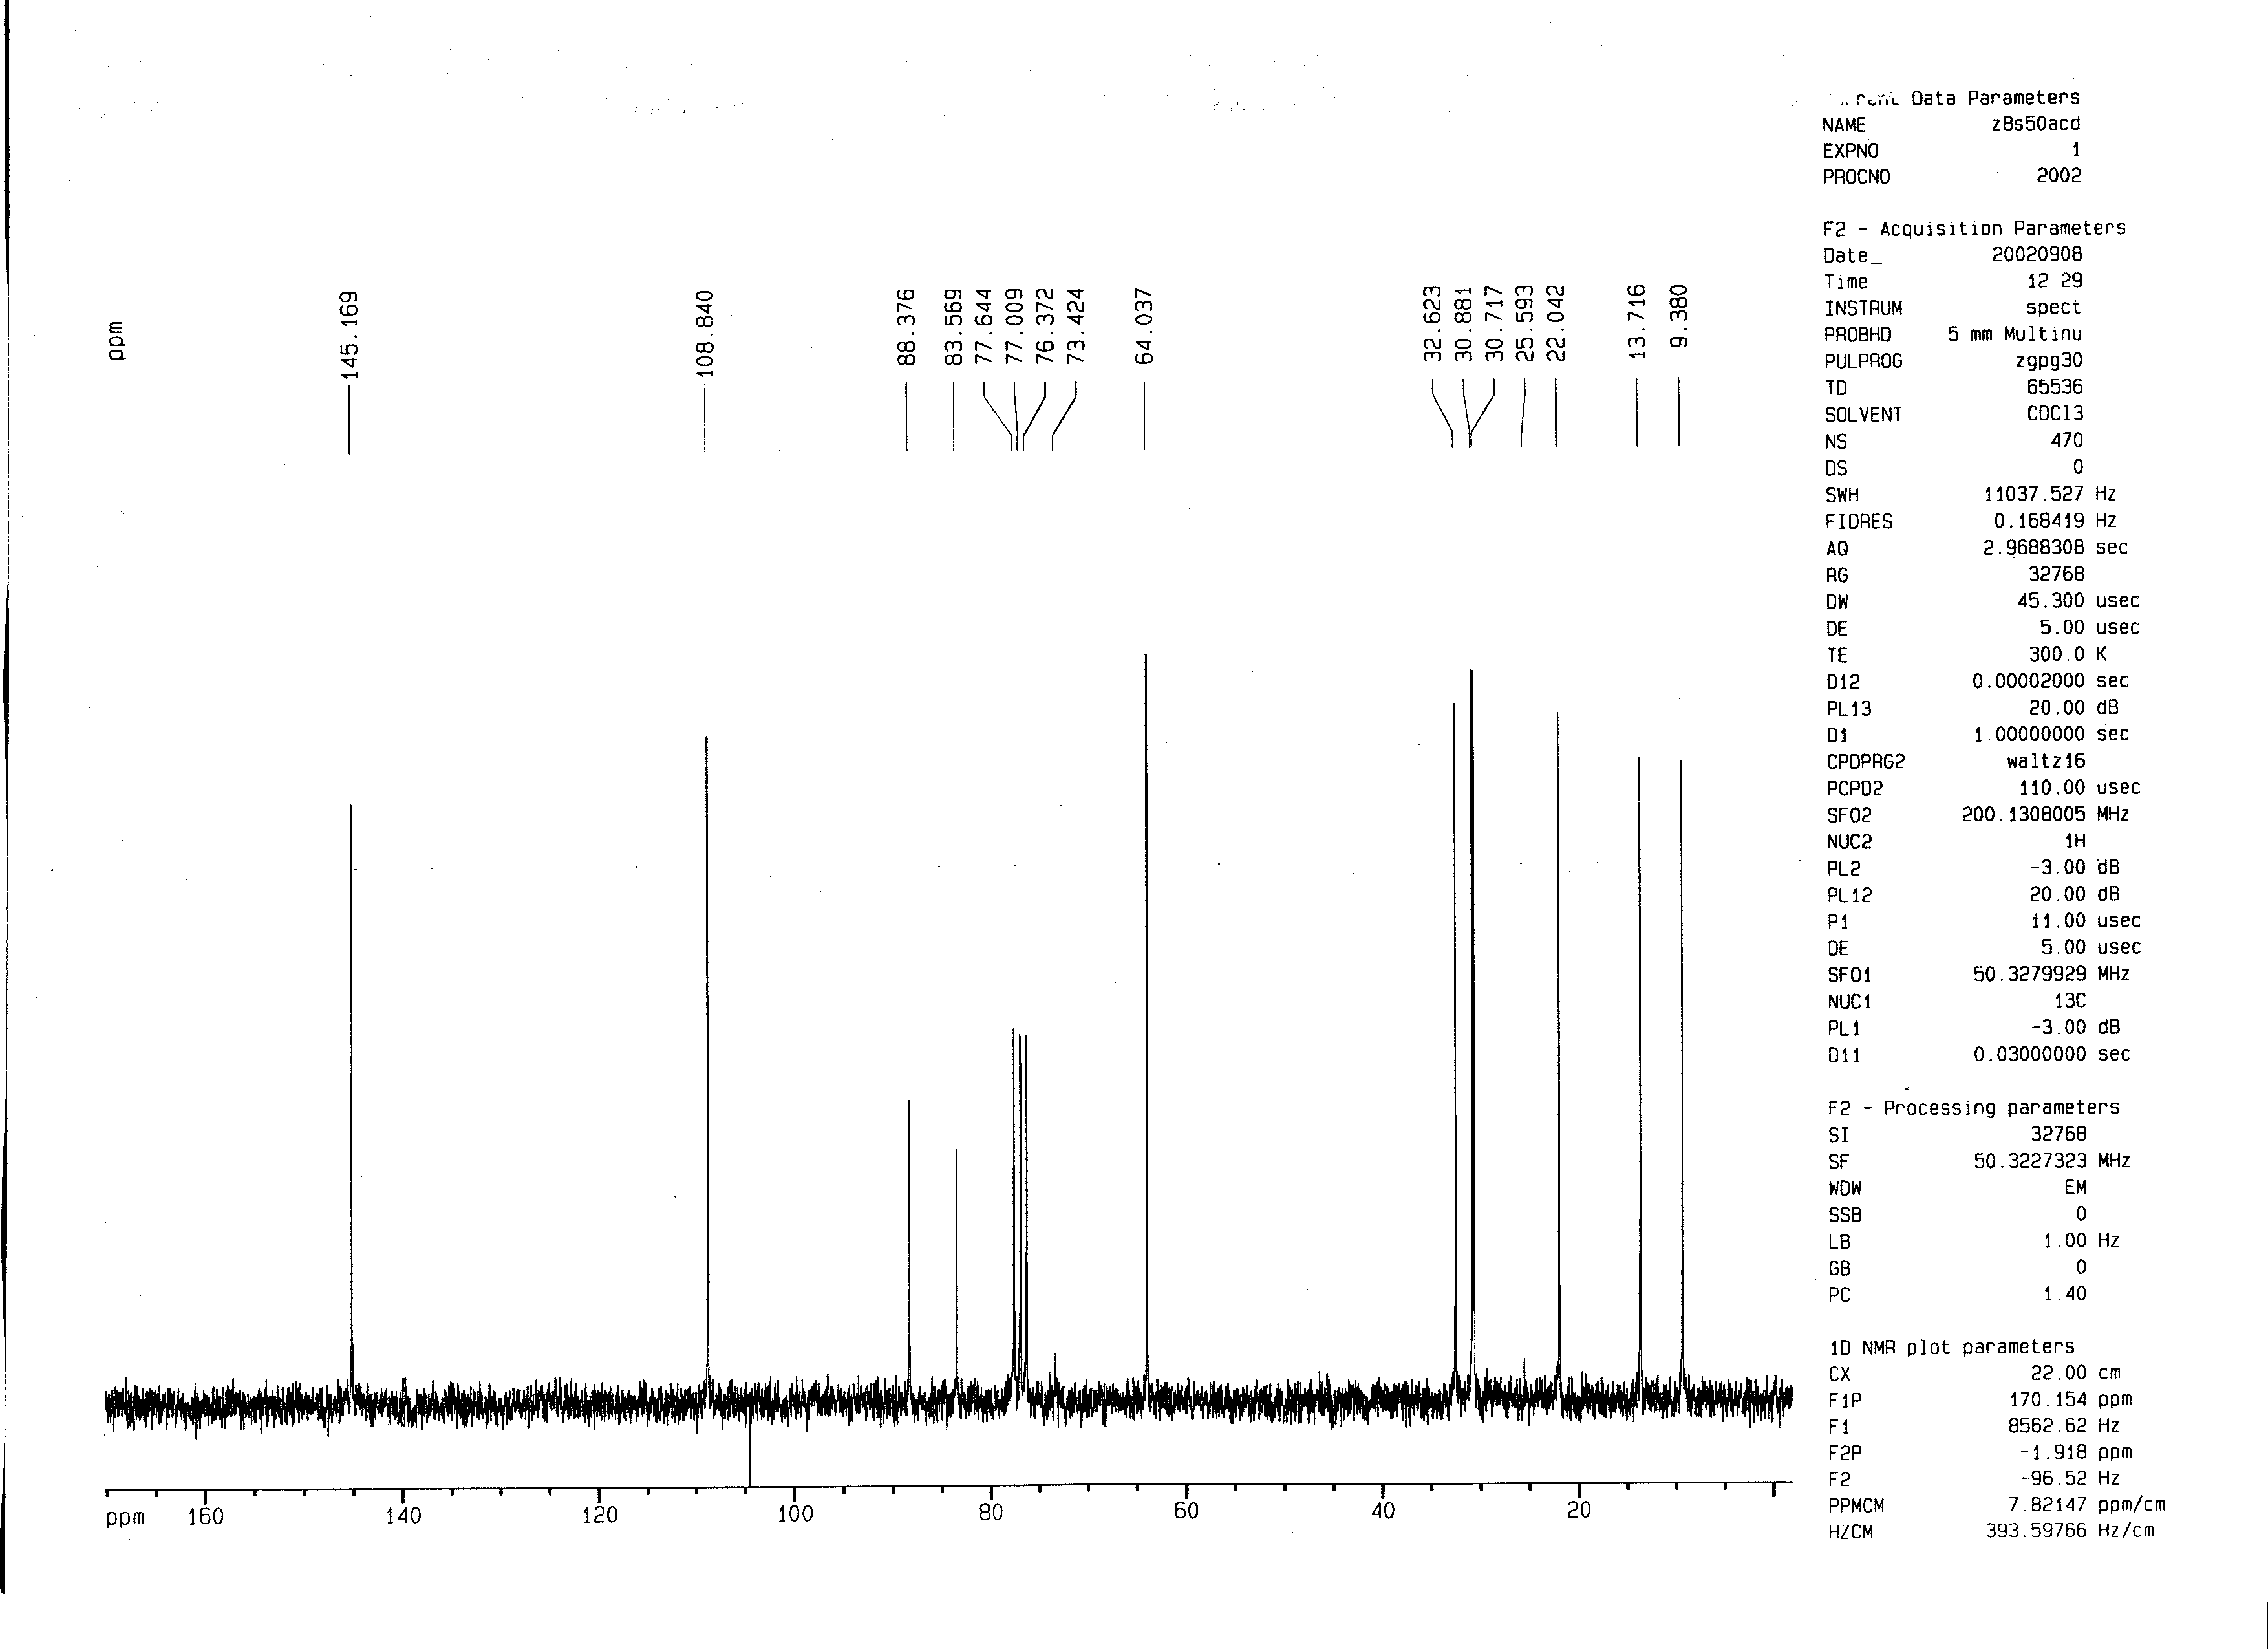 ppm
145.169
108.840
88.376
83.569
77.644
77.009
76.372
73.424
64.037
32.623
30.881
30.717
25.593
22.042
13.716
9.380
Data Parameters
NAME z8s50acd
EXPNO 1
PROCNO 2002
F2 - Acquisition Parameters
Date_ 20020908
Time 12.29
INSTRUM spect
PROBHD 5 mm Multinu
PULPROG zgpg30
TD 65536
SOLVENT CDCl3
NS 470
DS 0
SWH 11037.527 Hz
FIDRES 0.168419 Hz
AQ 2.9688308 sec
RG 32768
DW 45.300 usec
DE 5.00 usec
TE 300.0 K
D12 0.00002000 sec
PL13 20.00 dB
D1 1.00000000 sec
CPDPRG2 waltz16
PCPD2 110.00 usec
SFO2 200.1308005 MHz
NUC2 1H
PL2 -3.00 dB
PL12 20.00 dB
P1 11.00 usec
DE 5.00 usec
SFO1 50.3279929 MHz
NUC1 13C
PL1 -3.00 dB
D11 0.03000000 sec
F2 - Processing parameters
SI 32768
SF 50.3227323 MHz
WDW EM
SSB 0
LB 1.00 Hz
GB 0
PC 1.40
1D NMR plot parameters
CX 22.00 cm
F1P 170.154 ppm
F1 8562.62 Hz
F2P -1.918 ppm
F2 -96.52 Hz
PPMCM 7.82147 ppm/cm
HZCM 393.59766 Hz/cm
ppm 160 140 120 100 80 60 40 20